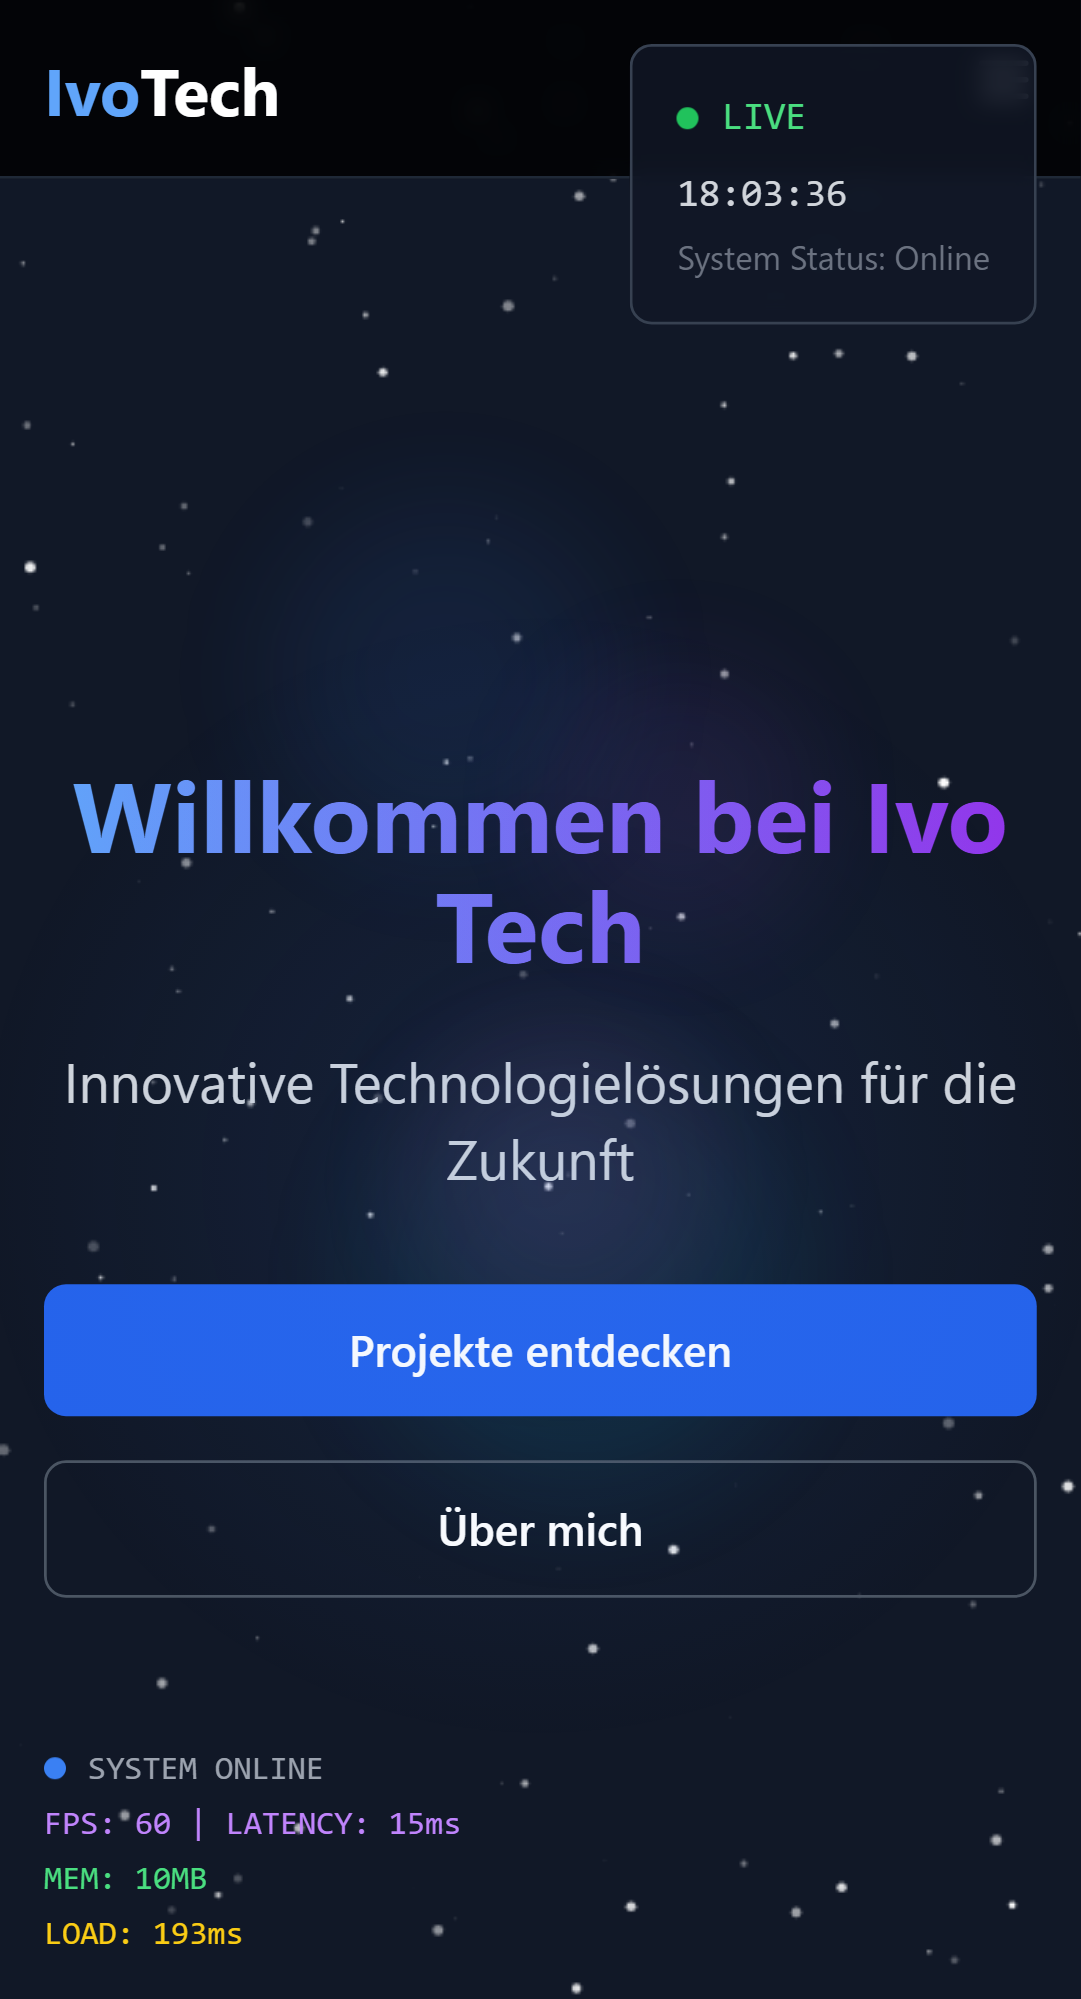 IvoTech
LIVE
18:03:36
System Status: Online
Willkommen bei Ivo
Tech
Innovative Technologielösungen für die
Zukunft
Projekte entdecken
Über mich
SYSTEM ONLINE
FPS: 60 | LATENCY: 15ms
MEM: 10MB
LOAD: 193ms